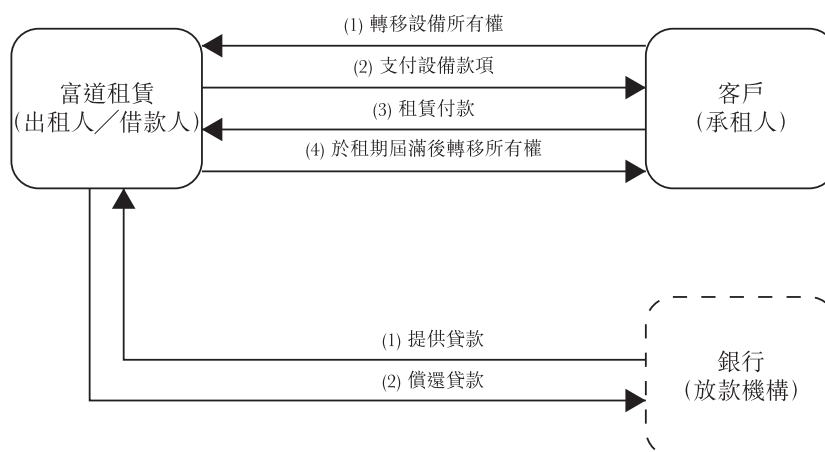 (1) 轉移設備所有權
(2) 支付設備款項
(3) 租賃付款
(4) 於租期屆滿後轉移所有權
富道租賃
(出租人／借款人)
客戶
(承租人)
(1) 提供貸款
(2) 償還貸款
銀行
(放款機構)